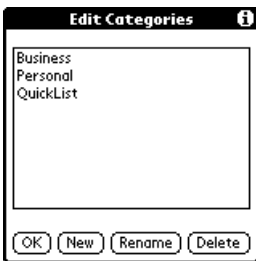 Edit Categories i
Business
Personal
QuickList
OK New Rename Delete